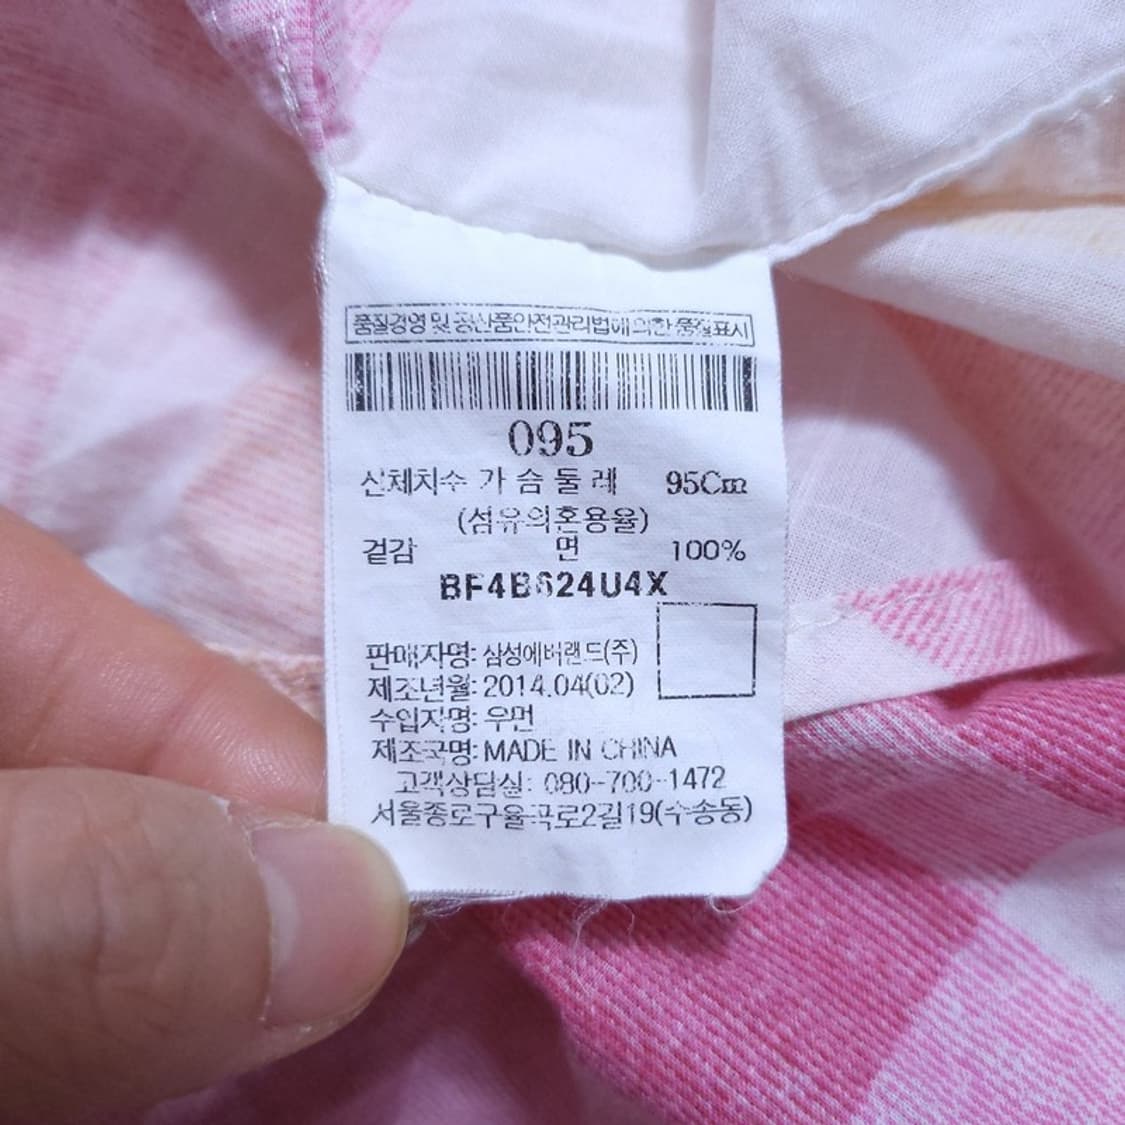 품질경영 및 공산품안전관리법에 의한 품질표시
095
신체치수 가 슴 둘 레 95Cm
(섬유의혼용율)
겉감 면 100%
BF4B624U4X
판매자명: 삼성에버랜드(주)
제조년월: 2014.04(02)
수입자명: 우먼
제조국명: MADE IN CHINA
고객상담실: 080-700-1472
서울종로구율곡로2길19(수송동)